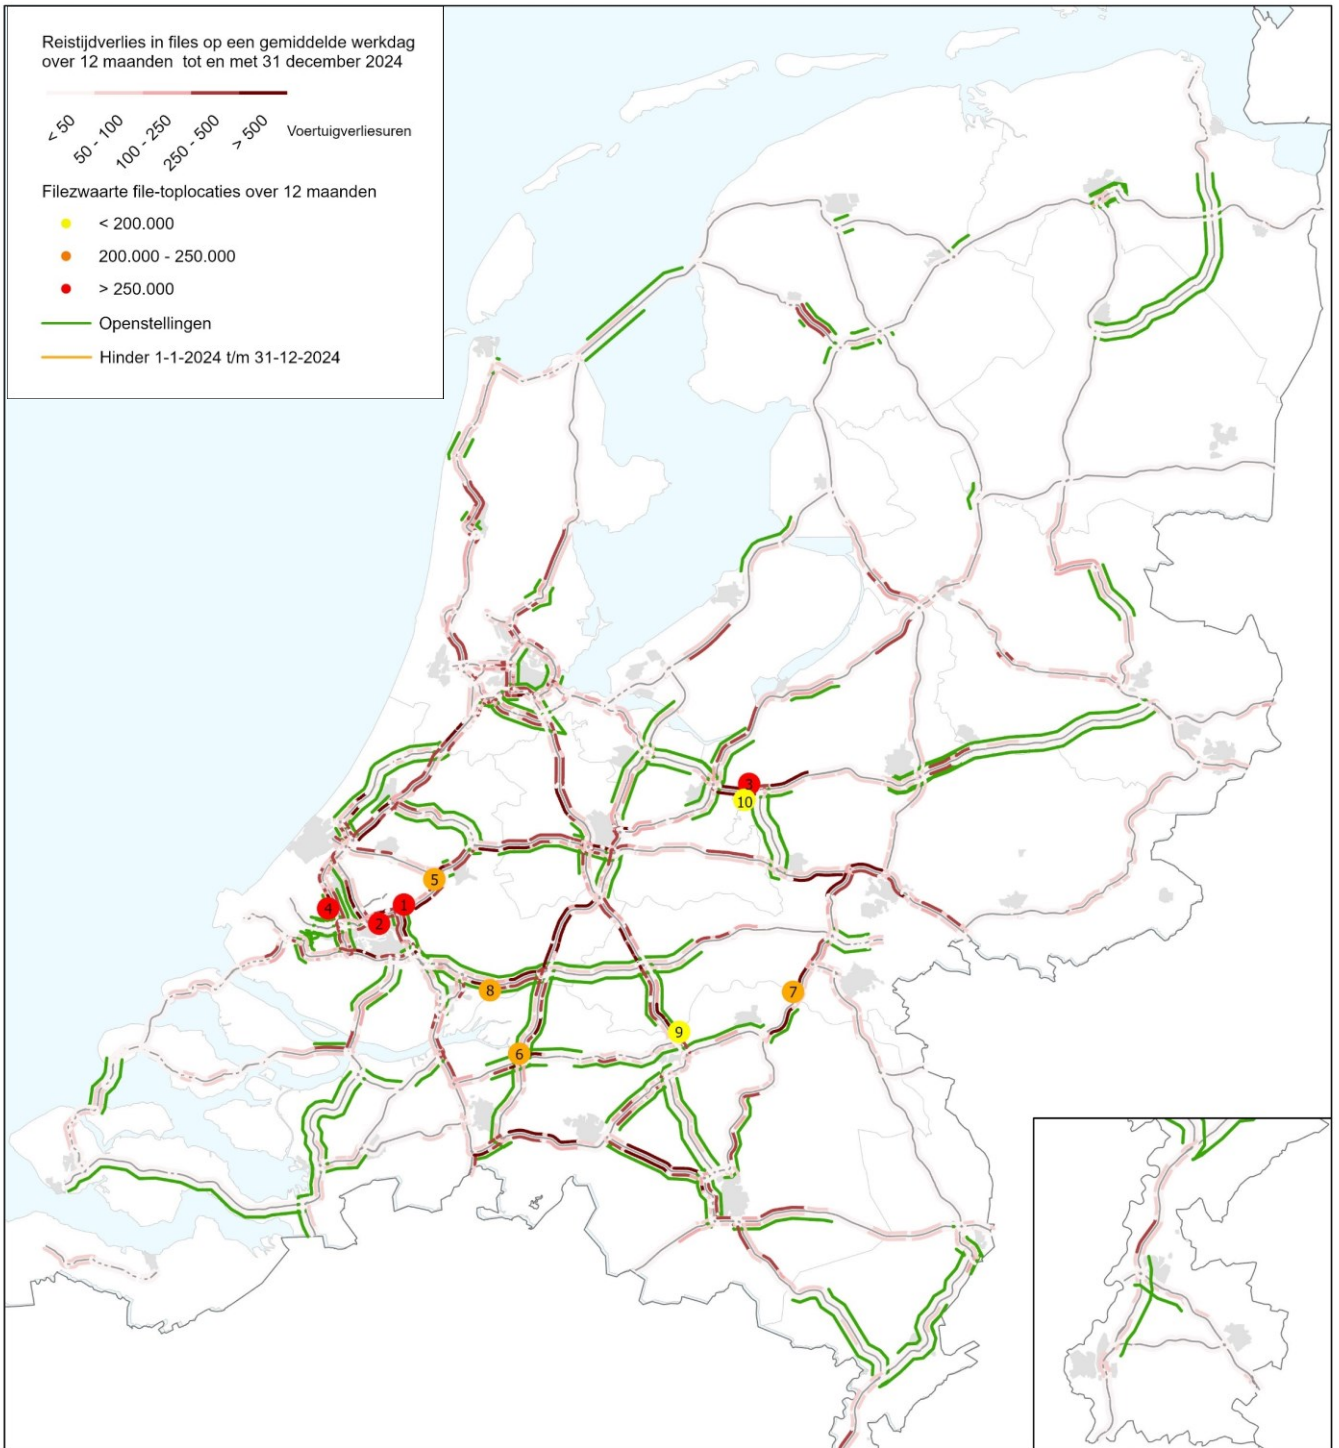 Reistijdverlies in files op een gemiddelde werkdag
over 12 maanden tot en met 31 december 2024
< 50
50 - 100
100 - 250
250 - 500
> 500
Voertuigverliesuren
Filezwaarte file-toplocaties over 12 maanden
< 200.000
200.000 - 250.000
> 250.000
Openstellingen
Hinder 1-1-2024 t/m 31-12-2024
3
10
5
1
4
2
8
7
9
6